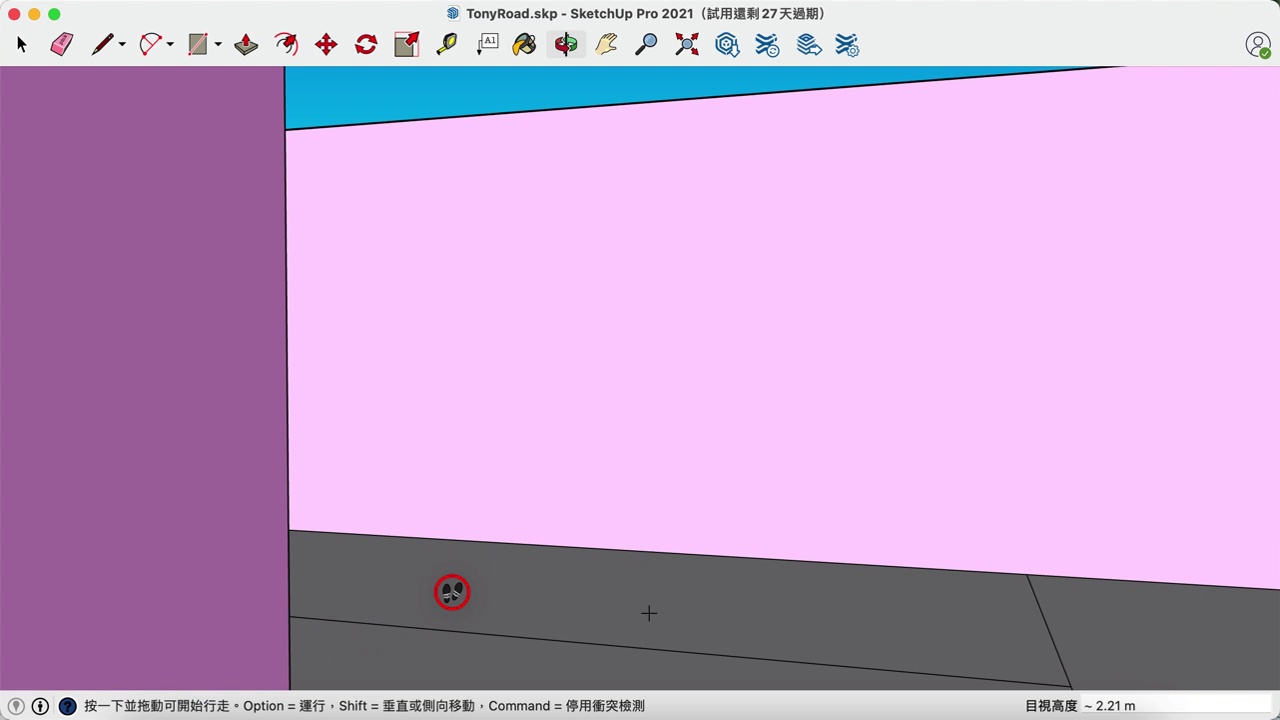 TonyRoad.skp - SketchUp Pro 2021（試用還剩 27 天過期）
A1
按一下並拖動可開始行走。Option = 運行，Shift = 垂直或側向移動，Command = 停用衝突檢測
目視高度 ~ 2.21 m